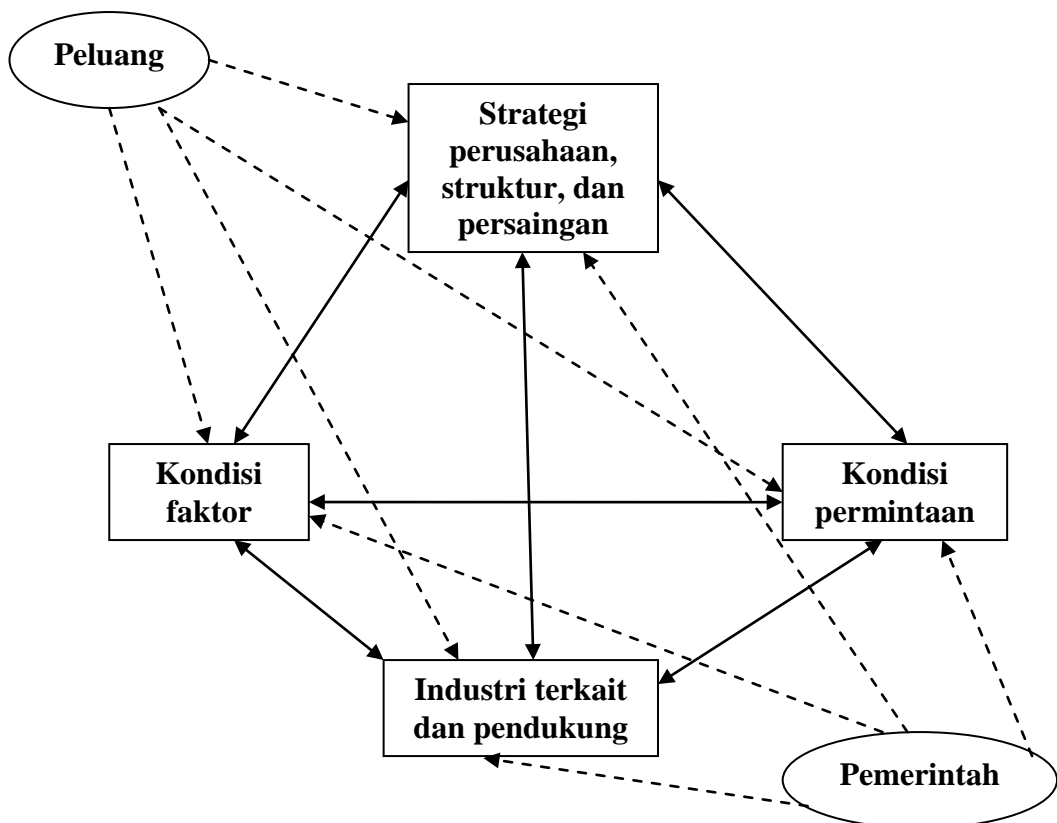 Peluang
Strategi
perusahaan,
struktur, dan
persaingan
Kondisi
faktor
Kondisi
permintaan
Industri terkait
dan pendukung
Pemerintah